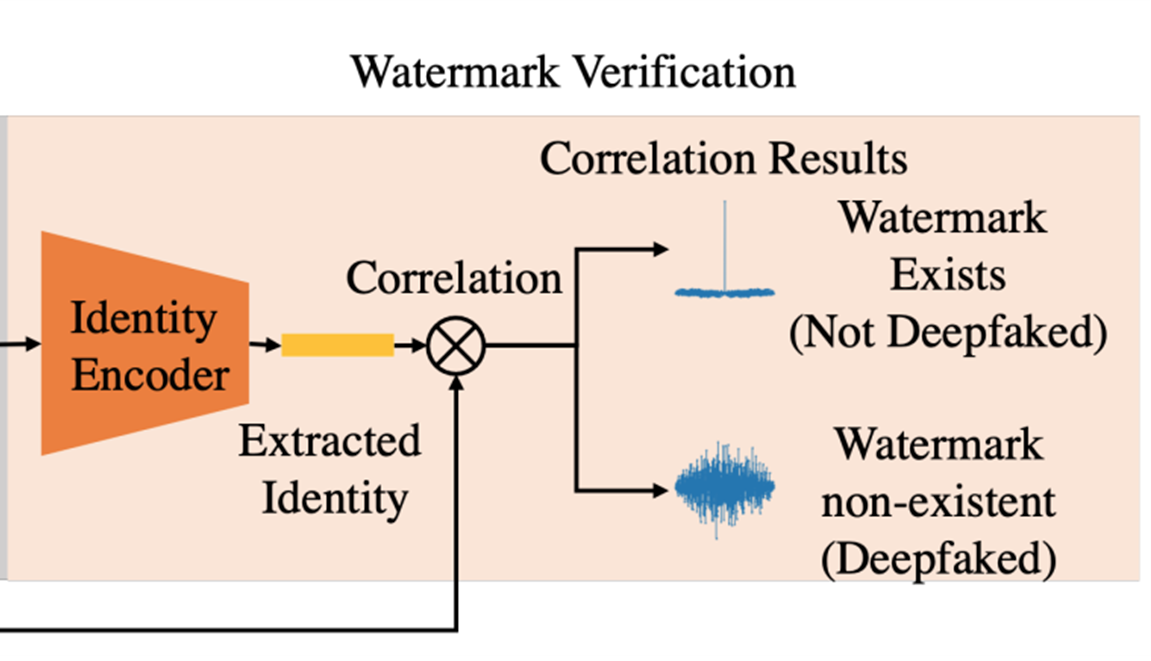 Watermark Verification
Correlation Results
Watermark
Exists
(Not Deepfaked)
Correlation
Identity
Encoder
Extracted
Identity
Watermark
non-existent
(Deepfaked)